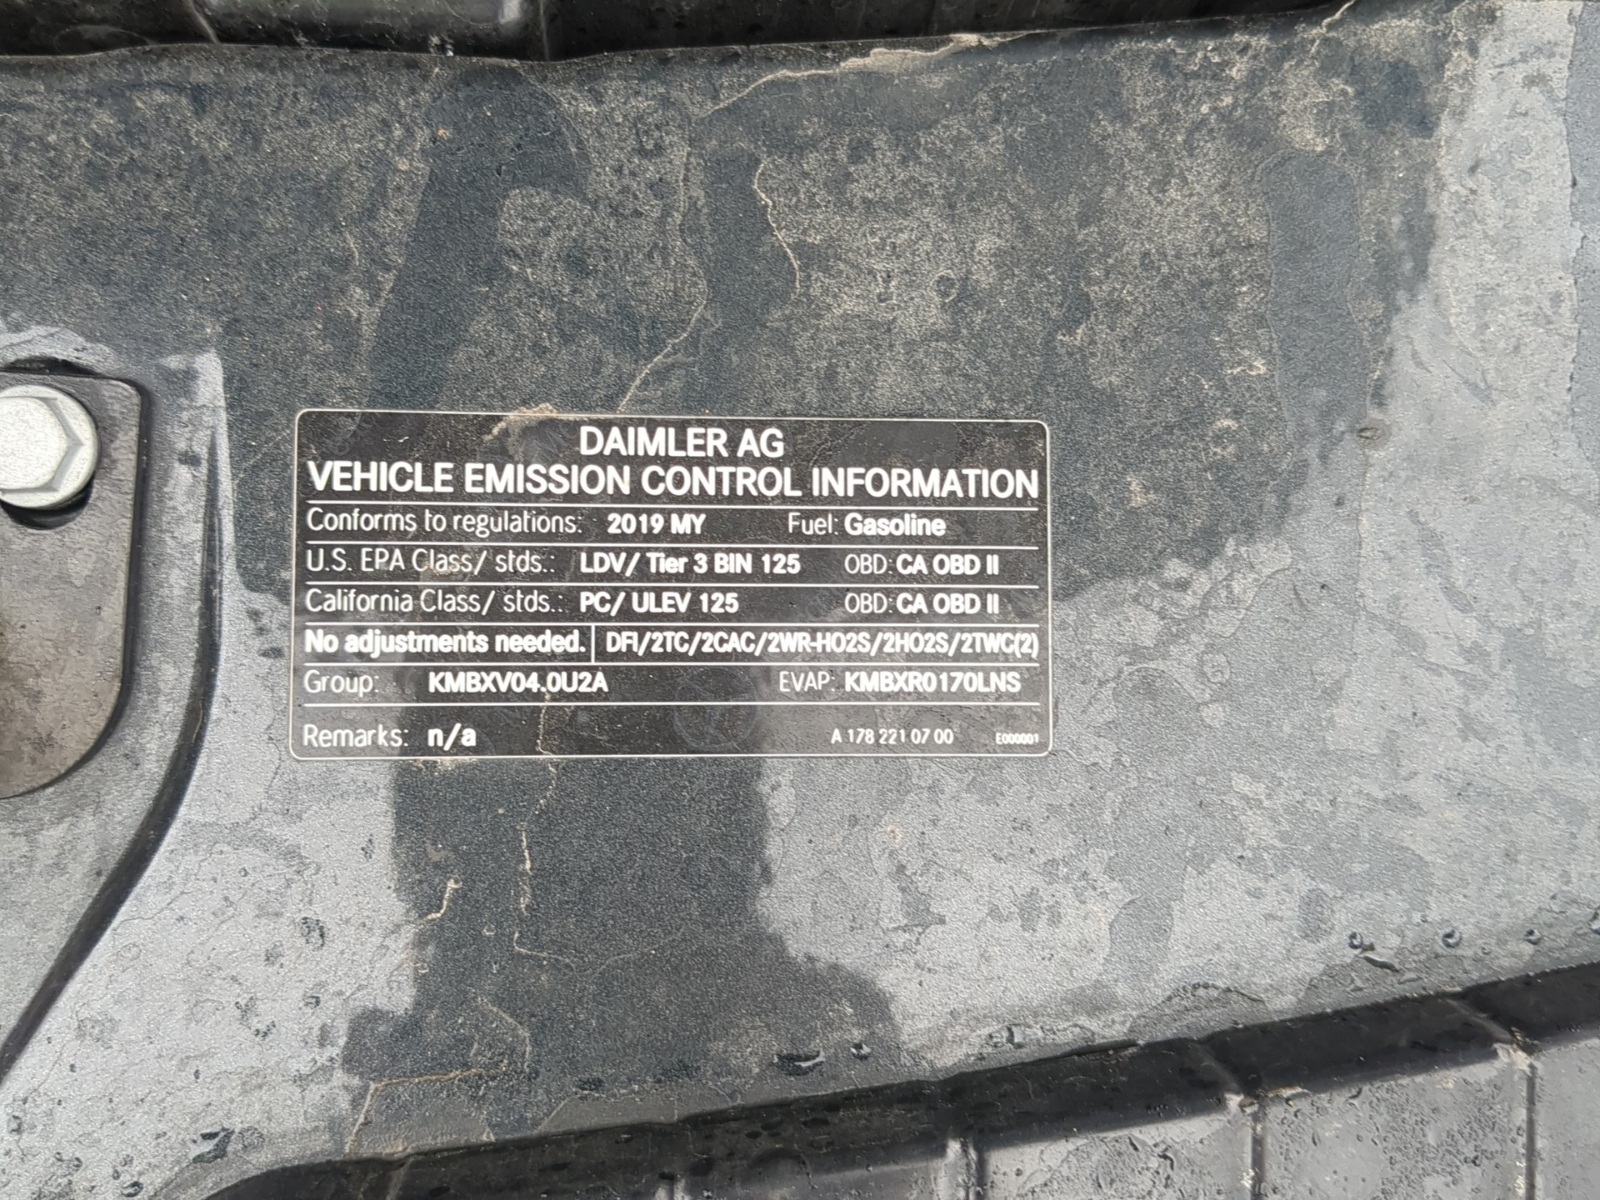 DAIMLER AG
VEHICLE EMISSION CONTROL INFORMATION
Conforms to regulations: 2019 MY Fuel: Gasoline
U.S. EPA Class/ stds.: LDV/ Tier 3 BIN 125 OBD: CA OBD II
California Class/ stds.: PC/ ULEV 125 OBD: CA OBD II
No adjustments needed. DFI/2TC/2CAC/2WR-HO2S/2HO2S/2TWC(2)
Group: KMBXV04.0U2A EVAP: KMBXR0170LNS
Remarks: n/a A 178 221 07 00 E000001